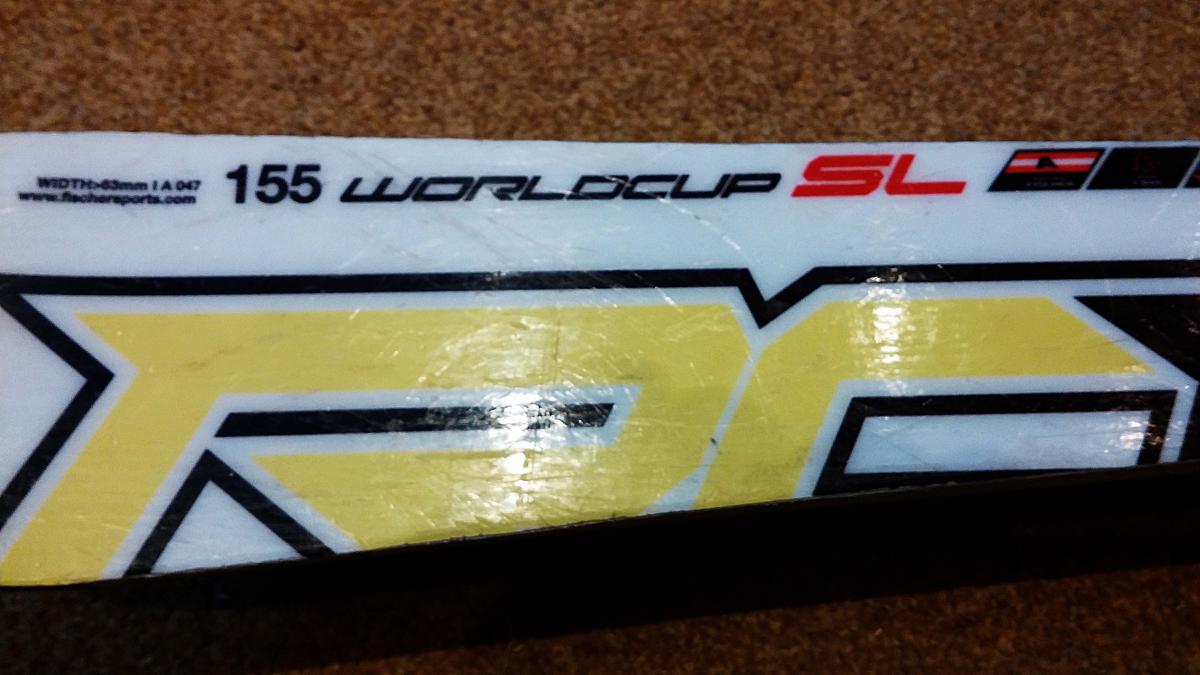 WIDTH>63mm | A 047
www.fischersports.com
155 WORLDCUP SL